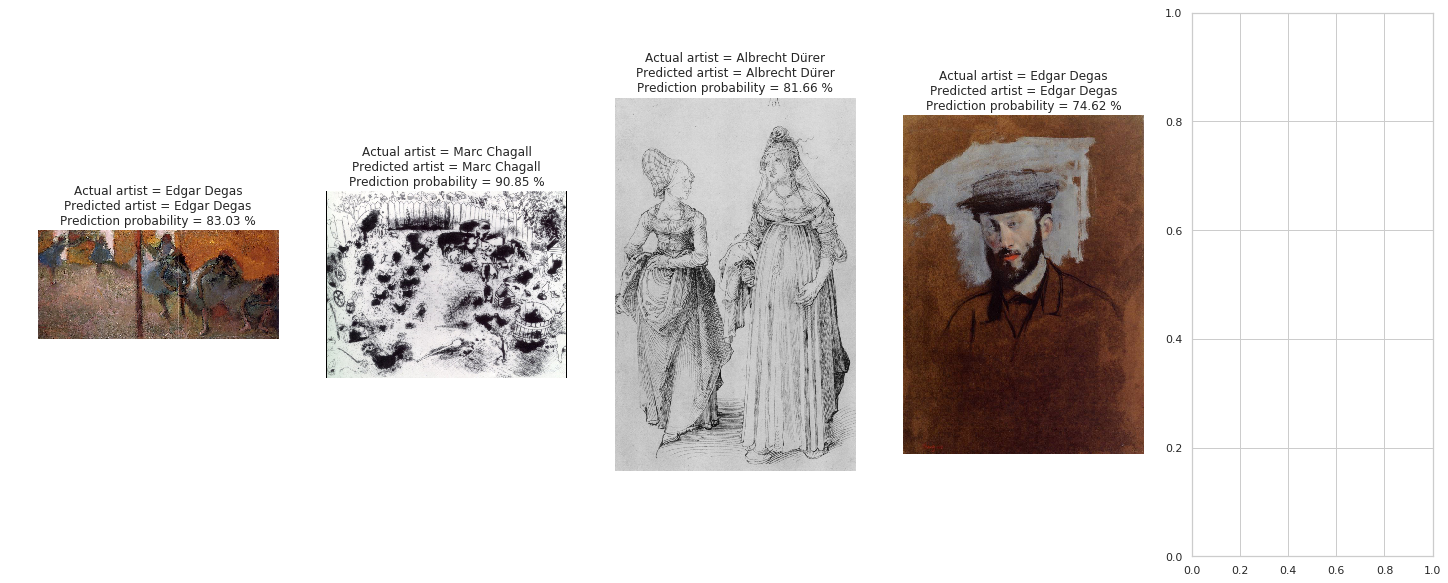 Actual artist = Edgar Degas
Predicted artist = Edgar Degas
Prediction probability = 83.03 %
Actual artist = Marc Chagall
Predicted artist = Marc Chagall
Prediction probability = 90.85 %
Actual artist = Albrecht Dürer
Predicted artist = Albrecht Dürer
Prediction probability = 81.66 %
Actual artist = Edgar Degas
Predicted artist = Edgar Degas
Prediction probability = 74.62 %
1.0
0.8
0.6
0.4
0.2
0.0
0.0 0.2 0.4 0.6 0.8 1.0